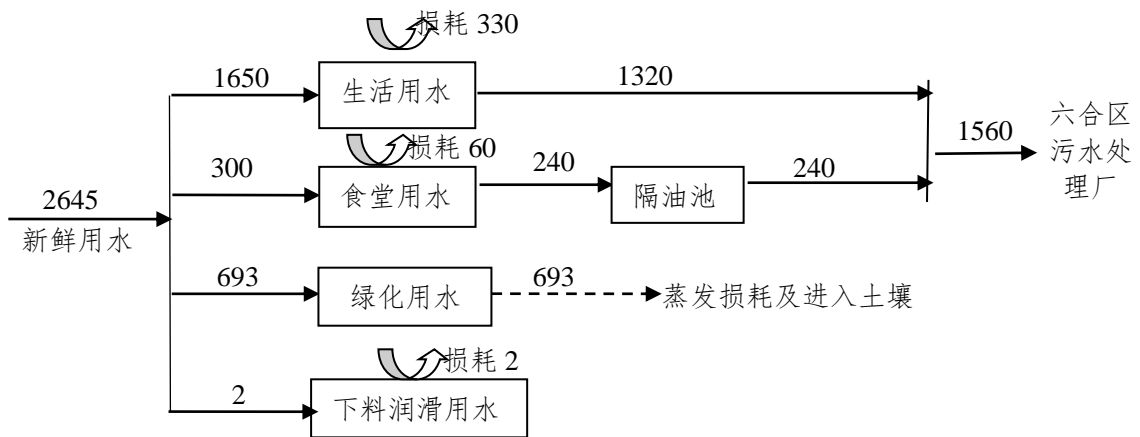 损耗 330
1650
生活用水
1320
六合区
污水处
理厂
1560
损耗 60
300
食堂用水
240
隔油池
240
2645
新鲜用水
693
绿化用水
693
蒸发损耗及进入土壤
损耗 2
2
下料润滑用水